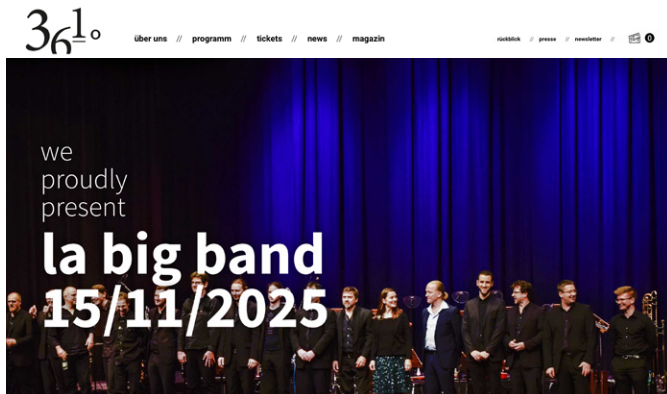 361°
über uns // programm // tickets // news // magazin
rückblick // presse // newsletter // 0
we
proudly
present
la big band
15/11/2025